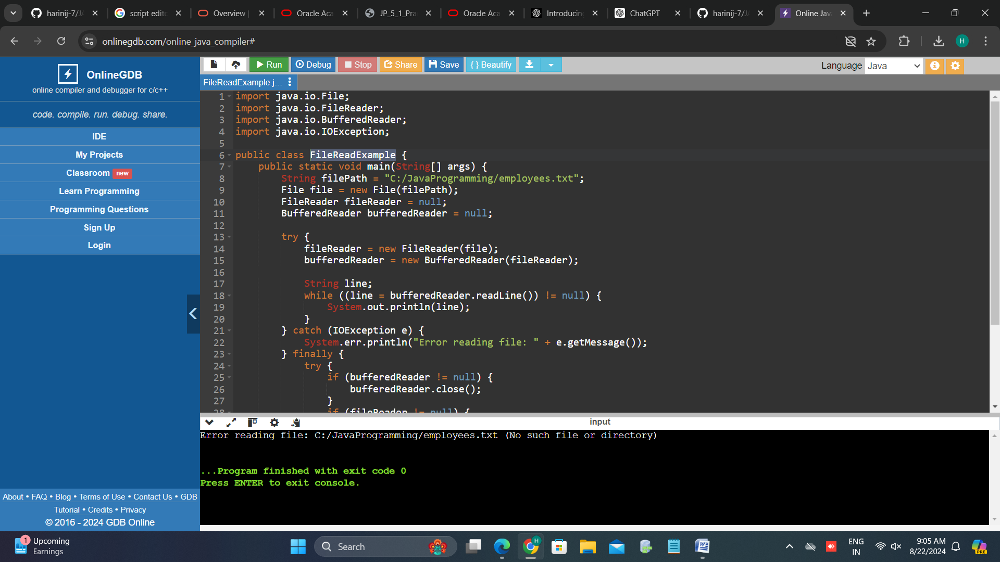 harinij-7/JA
script edito
Overview |
Oracle Aca
JP_5_1_Pra
Oracle Aca
Introducing
ChatGPT
harinij-7/JA
Online Jav
onlinegdb.com/online_java_compiler#
H
OnlineGDB
online compiler and debugger for c/c++
code. compile. run. debug. share.
IDE
My Projects
Classroom new
Learn Programming
Programming Questions
Sign Up
Login
About • FAQ • Blog • Terms of Use • Contact Us • GDB
Tutorial • Credits • Privacy
© 2016 - 2024 GDB Online
Run Debug Stop Share Save { } Beautify
Language Java
FileReadExample.j...
1 import java.io.File;
2 import java.io.FileReader;
3 import java.io.BufferedReader;
4 import java.io.IOException;
5
6 public class FileReadExample {
7 public static void main(String[] args) {
8 String filePath = "C:/JavaProgramming/employees.txt";
9 File file = new File(filePath);
10 FileReader fileReader = null;
11 BufferedReader bufferedReader = null;
12
13 try {
14 fileReader = new FileReader(file);
15 bufferedReader = new BufferedReader(fileReader);
16
17 String line;
18 while ((line = bufferedReader.readLine()) != null) {
19 System.out.println(line);
20 }
21 } catch (IOException e) {
22 System.err.println("Error reading file: " + e.getMessage());
23 } finally {
24 try {
25 if (bufferedReader != null) {
26 bufferedReader.close();
27 }
28 if (fileReader != null) {
input
Error reading file: C:/JavaProgramming/employees.txt (No such file or directory)
...Program finished with exit code 0
Press ENTER to exit console.
1
Upcoming
Earnings
Search
H
ENG
IN
9:05 AM
8/22/2024
PRE